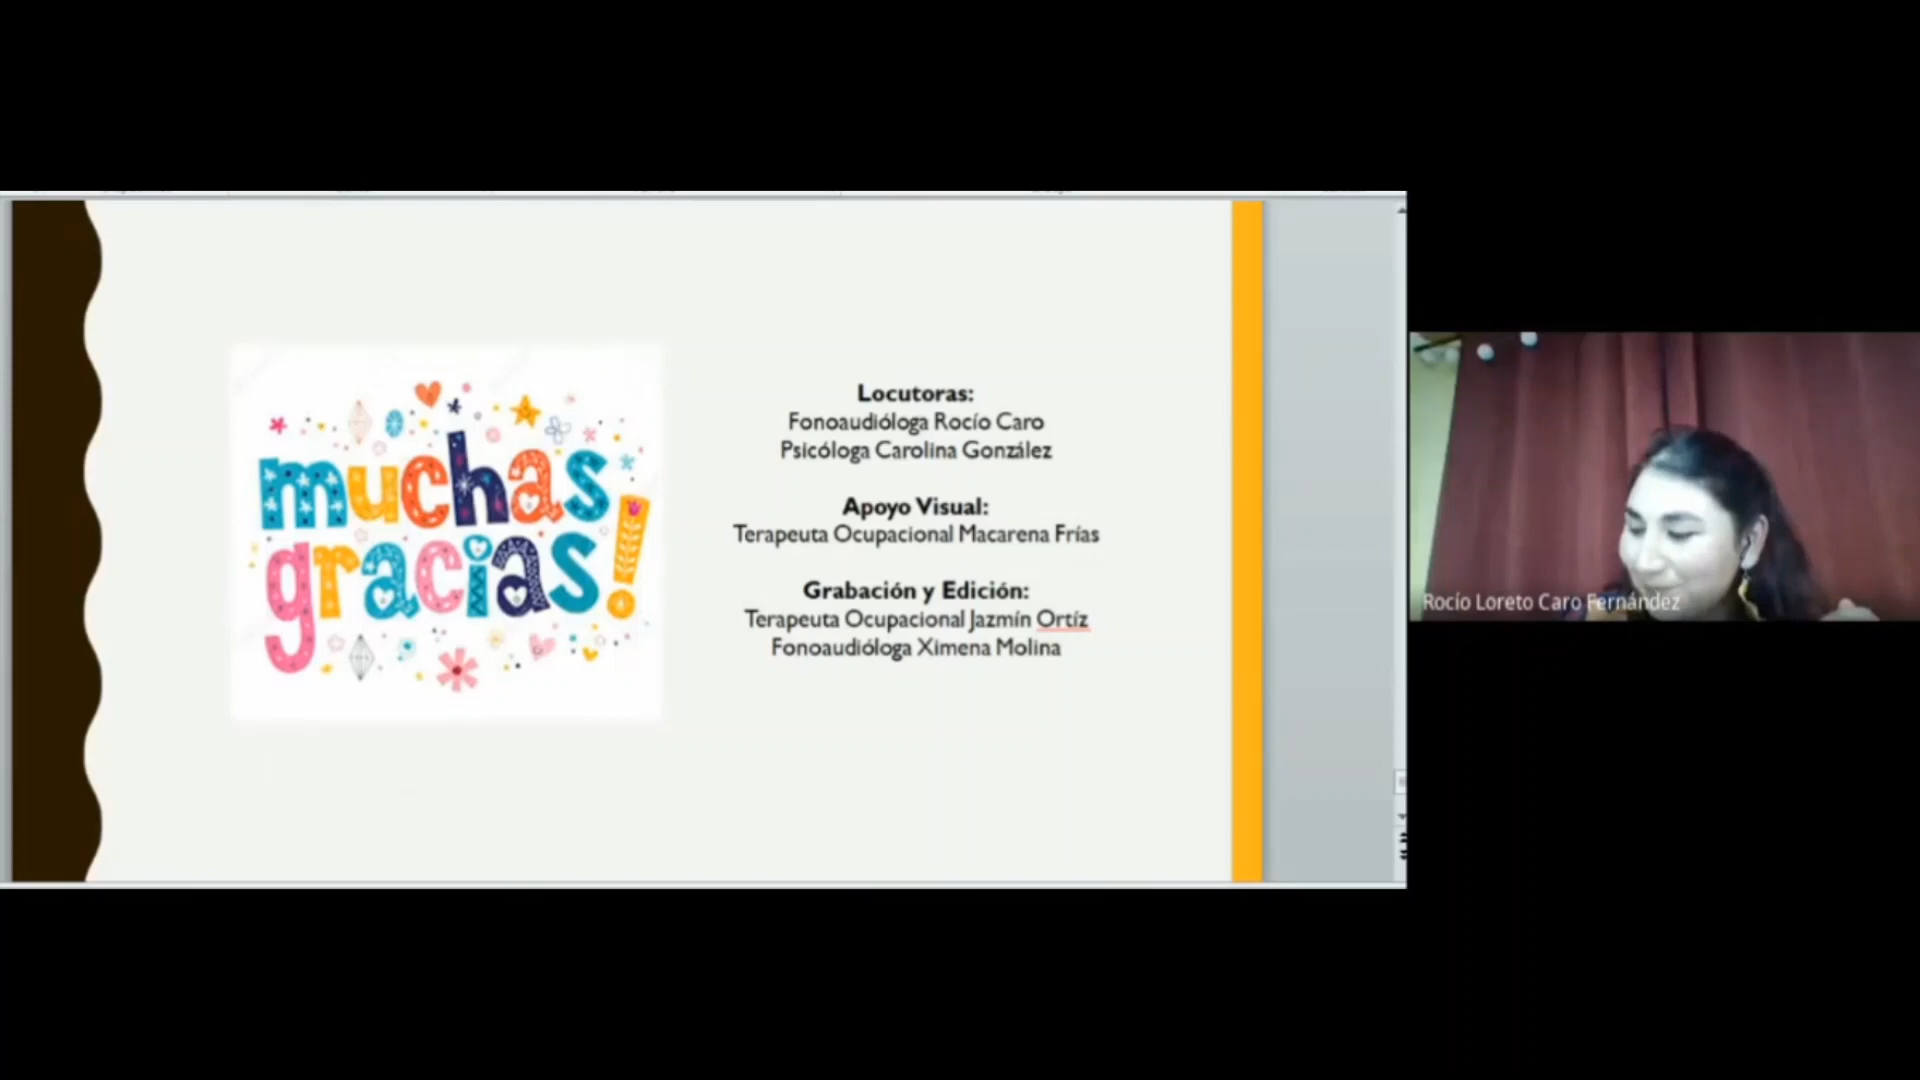 muchas
gracias!
Locutoras:
Fonoaudióloga Rocío Caro
Psicóloga Carolina González
Apoyo Visual:
Terapeuta Ocupacional Macarena Frías
Grabación y Edición:
Terapeuta Ocupacional Jazmín Ortíz
Fonoaudióloga Ximena Molina
Rocío Loreto Caro Fernández